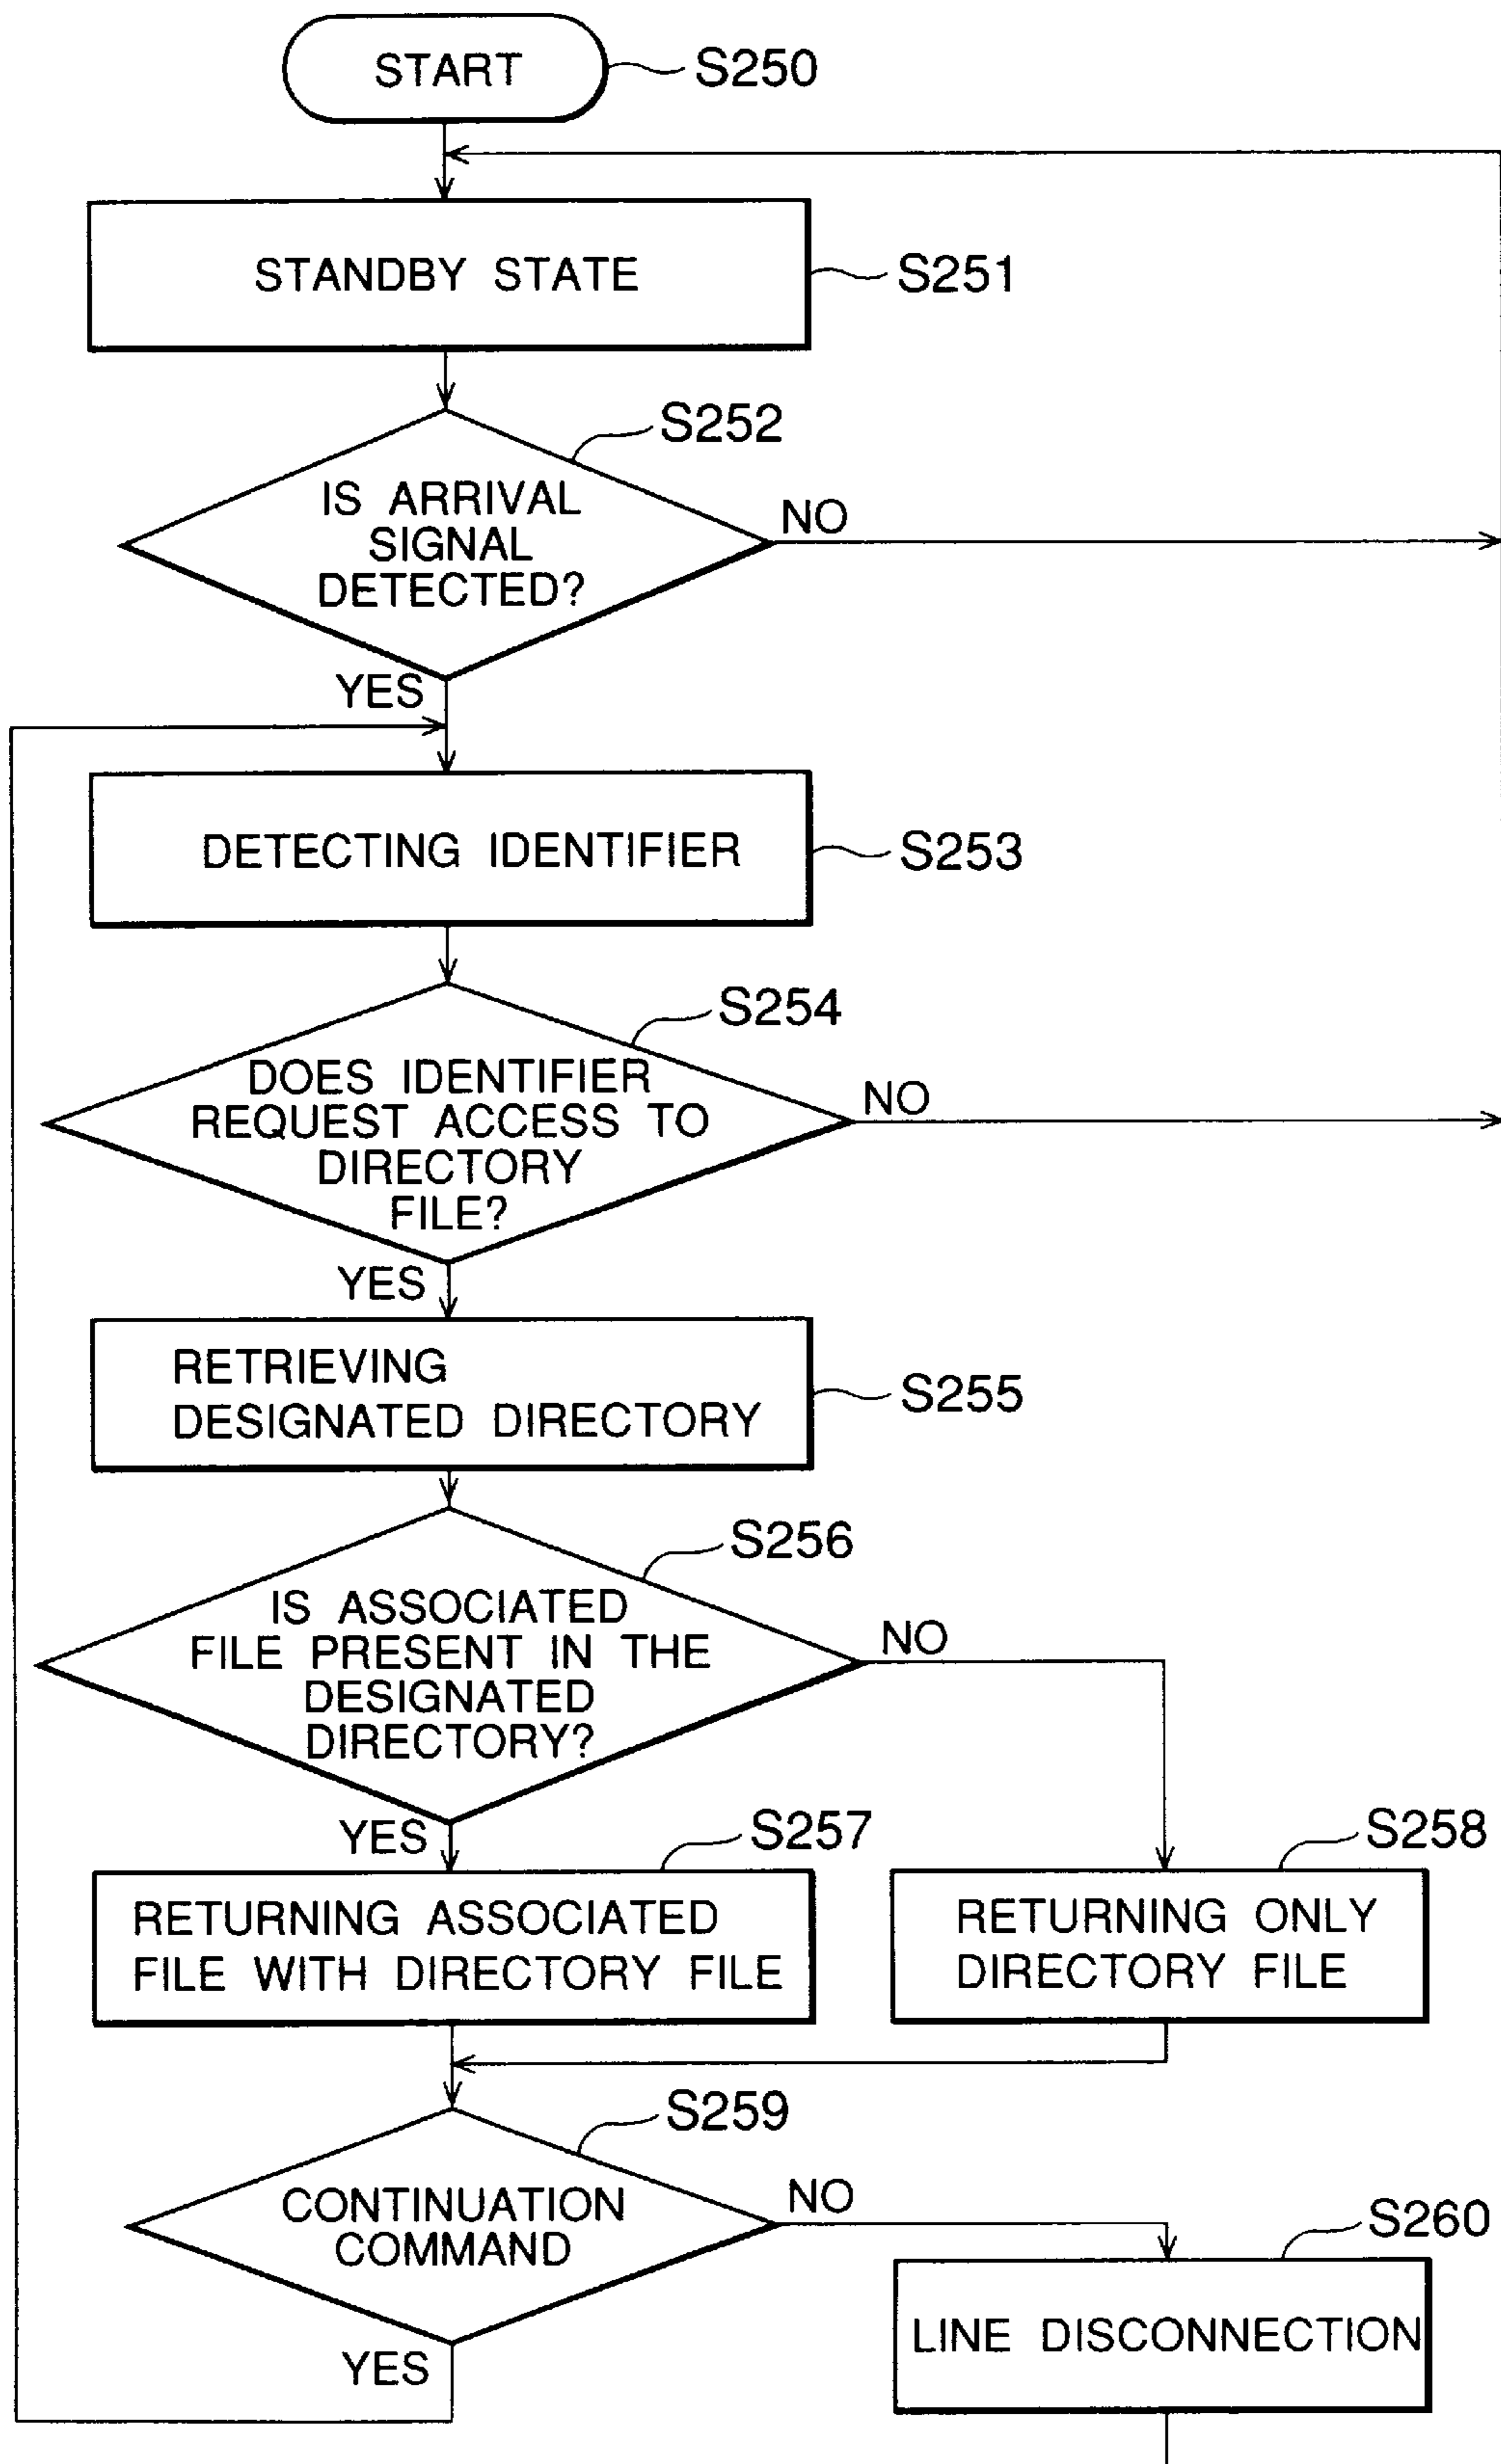 START
S250
STANDBY STATE
S251
S252
IS ARRIVAL
SIGNAL
DETECTED?
NO
YES
DETECTING IDENTIFIER
S253
S254
DOES IDENTIFIER
REQUEST ACCESS TO
DIRECTORY
FILE?
NO
YES
RETRIEVING
DESIGNATED DIRECTORY
S255
S256
IS ASSOCIATED
FILE PRESENT IN THE
DESIGNATED
DIRECTORY?
NO
YES
S257
RETURNING ASSOCIATED
FILE WITH DIRECTORY FILE
S258
RETURNING ONLY
DIRECTORY FILE
S259
CONTINUATION
COMMAND
NO
YES
S260
LINE DISCONNECTION